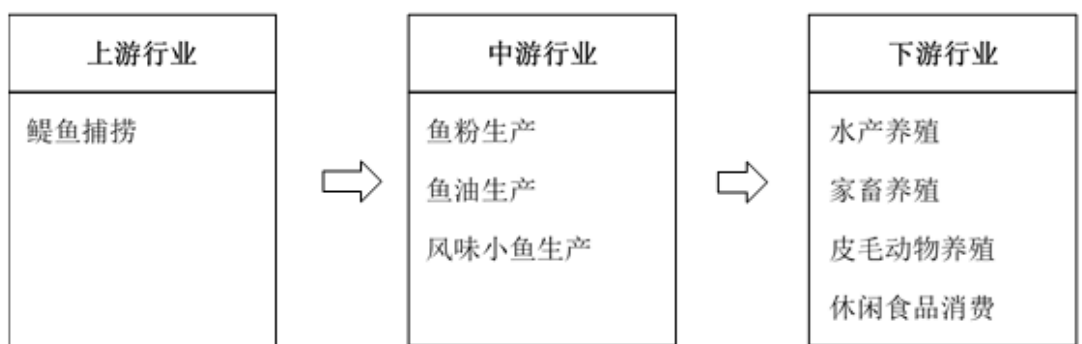 上游行业
鳀鱼捕捞
中游行业
鱼粉生产
鱼油生产
风味小鱼生产
下游行业
水产养殖
家畜养殖
皮毛动物养殖
休闲食品消费